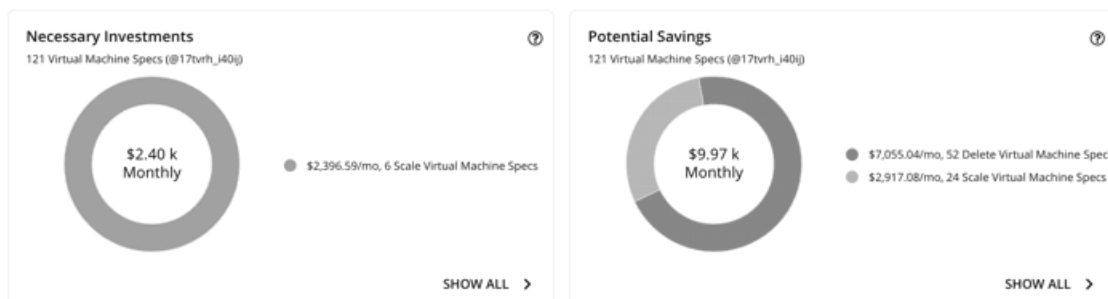 Necessary Investments
121 Virtual Machine Specs (@17tvrh_i40ij)
$2.40 k
Monthly
$2,396.59/mo, 6 Scale Virtual Machine Specs
SHOW ALL
Potential Savings
121 Virtual Machine Specs (@17tvrh_i40ij)
$9.97 k
Monthly
$7,055.04/mo, 52 Delete Virtual Machine Spec
$2,917.08/mo, 24 Scale Virtual Machine Specs
SHOW ALL